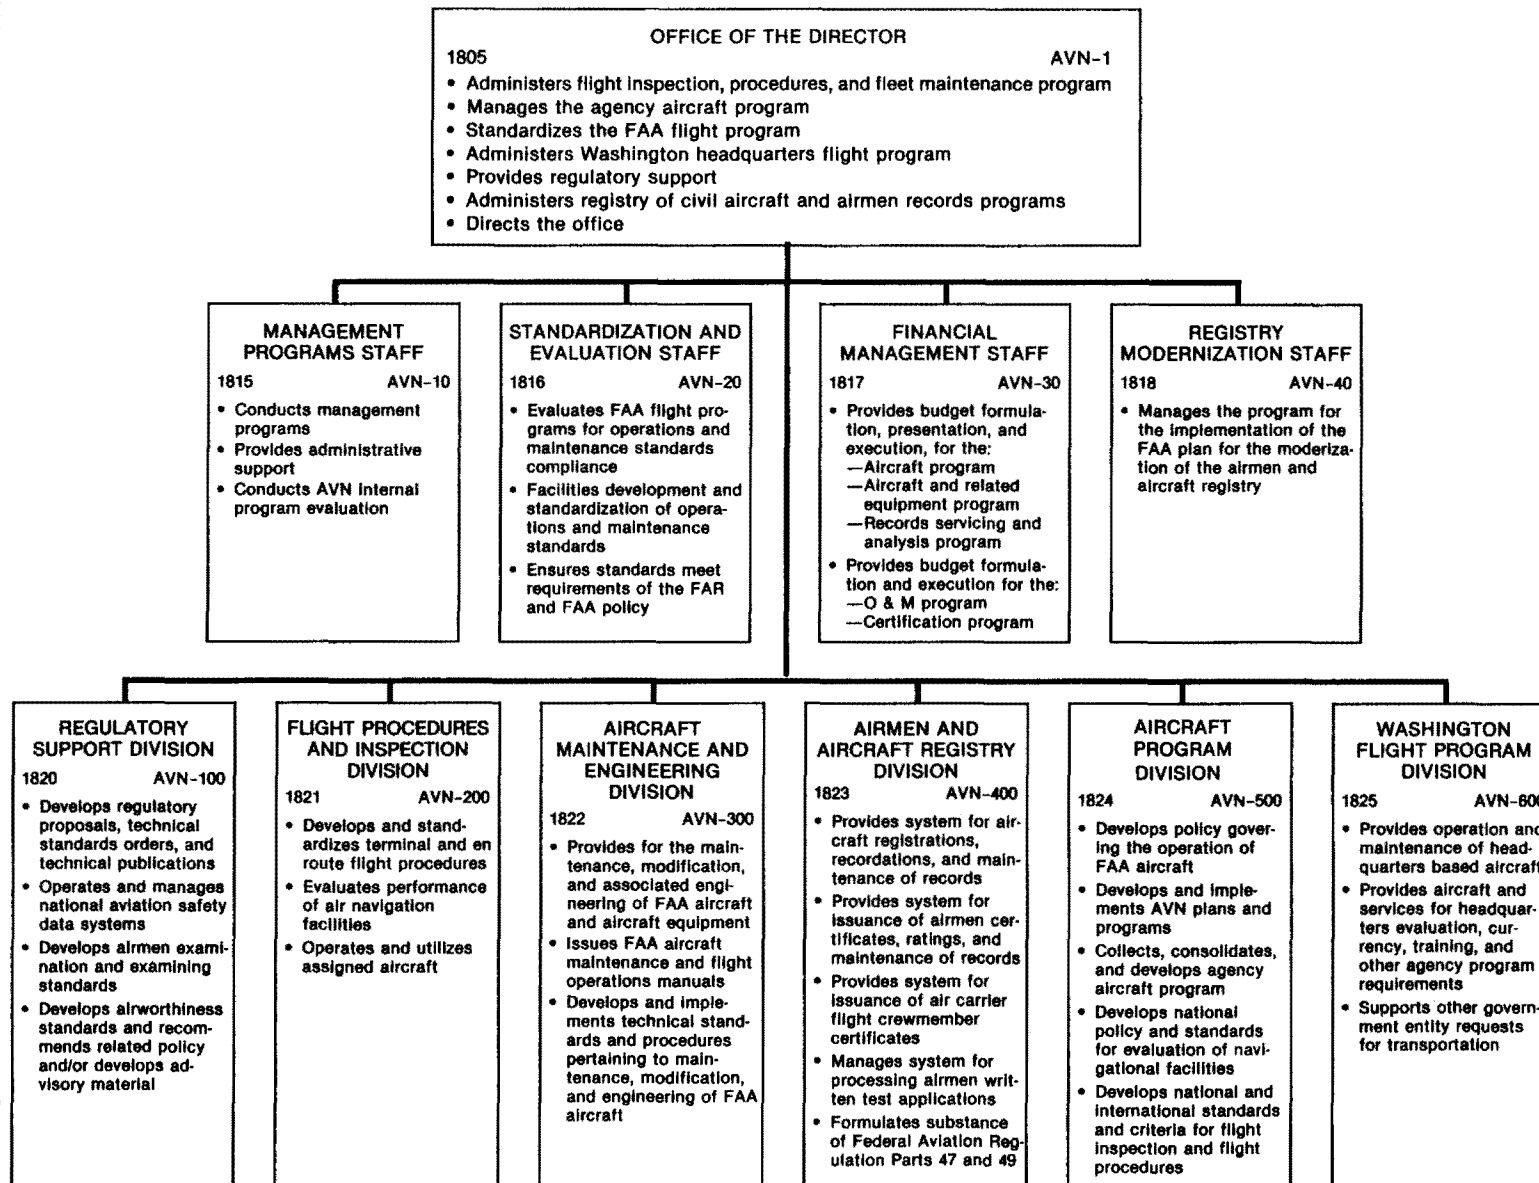 OFFICE OF THE DIRECTOR
1805 AVN-1
• Administers flight inspection, procedures, and fleet maintenance program
• Manages the agency aircraft program
• Standardizes the FAA flight program
• Administers Washington headquarters flight program
• Provides regulatory support
• Administers registry of civil aircraft and airmen records programs
• Directs the office
MANAGEMENT
PROGRAMS STAFF
1815 AVN-10
• Conducts management
programs
• Provides administrative
support
• Conducts AVN internal
program evaluation
STANDARDIZATION AND
EVALUATION STAFF
1816 AVN-20
• Evaluates FAA flight pro-
grams for operations and
maintenance standards
compliance
• Facilities development and
standardization of opera-
tions and maintenance
standards
• Ensures standards meet
requirements of the FAR
and FAA policy
FINANCIAL
MANAGEMENT STAFF
1817 AVN-30
• Provides budget formula-
tion, presentation, and
execution, for the:
—Aircraft program
—Aircraft and related
equipment program
—Records servicing and
analysis program
• Provides budget formula-
tion and execution for the:
—O & M program
—Certification program
REGISTRY
MODERNIZATION STAFF
1818 AVN-40
• Manages the program for
the implementation of the
FAA plan for the moderiza-
tion of the airmen and
aircraft registry
REGULATORY
SUPPORT DIVISION
1820 AVN-100
• Develops regulatory
proposals, technical
standards orders, and
technical publications
• Operates and manages
national aviation safety
data systems
• Develops airmen exami-
nation and examining
standards
• Develops airworthiness
standards and recom-
mends related policy
and/or develops ad-
visory material
FLIGHT PROCEDURES
AND INSPECTION
DIVISION
1821 AVN-200
• Develops and stand-
ardizes terminal and en
route flight procedures
• Evaluates performance
of air navigation
facilities
• Operates and utilizes
assigned aircraft
AIRCRAFT
MAINTENANCE AND
ENGINEERING
DIVISION
1822 AVN-300
• Provides for the main-
tenance, modification,
and associated engi-
neering of FAA aircraft
and aircraft equipment
• Issues FAA aircraft
maintenance and flight
operations manuals
• Develops and imple-
ments technical stand-
ards and procedures
pertaining to main-
tenance, modification,
and engineering of FAA
aircraft
AIRMEN AND
AIRCRAFT REGISTRY
DIVISION
1823 AVN-400
• Provides system for air-
craft registrations,
recordations, and main-
tenance of records
• Provides system for
issuance of airmen cer-
tificates, ratings, and
maintenance of records
• Provides system for
issuance of air carrier
flight crewmember
certificates
• Manages system for
processing airmen writ-
ten test applications
• Formulates substance
of Federal Aviation Reg-
ulation Parts 47 and 49
AIRCRAFT
PROGRAM
DIVISION
1824 AVN-500
• Develops policy gover-
ing the operation of
FAA aircraft
• Develops and imple-
ments AVN plans and
programs
• Collects, consolidates,
and develops agency
aircraft program
• Develops national
policy and standards
for evaluation of navi-
gational facilities
• Develops national and
international standards
and criteria for flight
inspection and flight
procedures
WASHINGTON
FLIGHT PROGRAM
DIVISION
1825 AVN-600
• Provides operation and
maintenance of head-
quarters based aircraft
• Provides aircraft and
services for headquar-
ters evaluation, cur-
rency, training, and
other agency program
requirements
• Supports other govern-
ment entity requests
for transportation